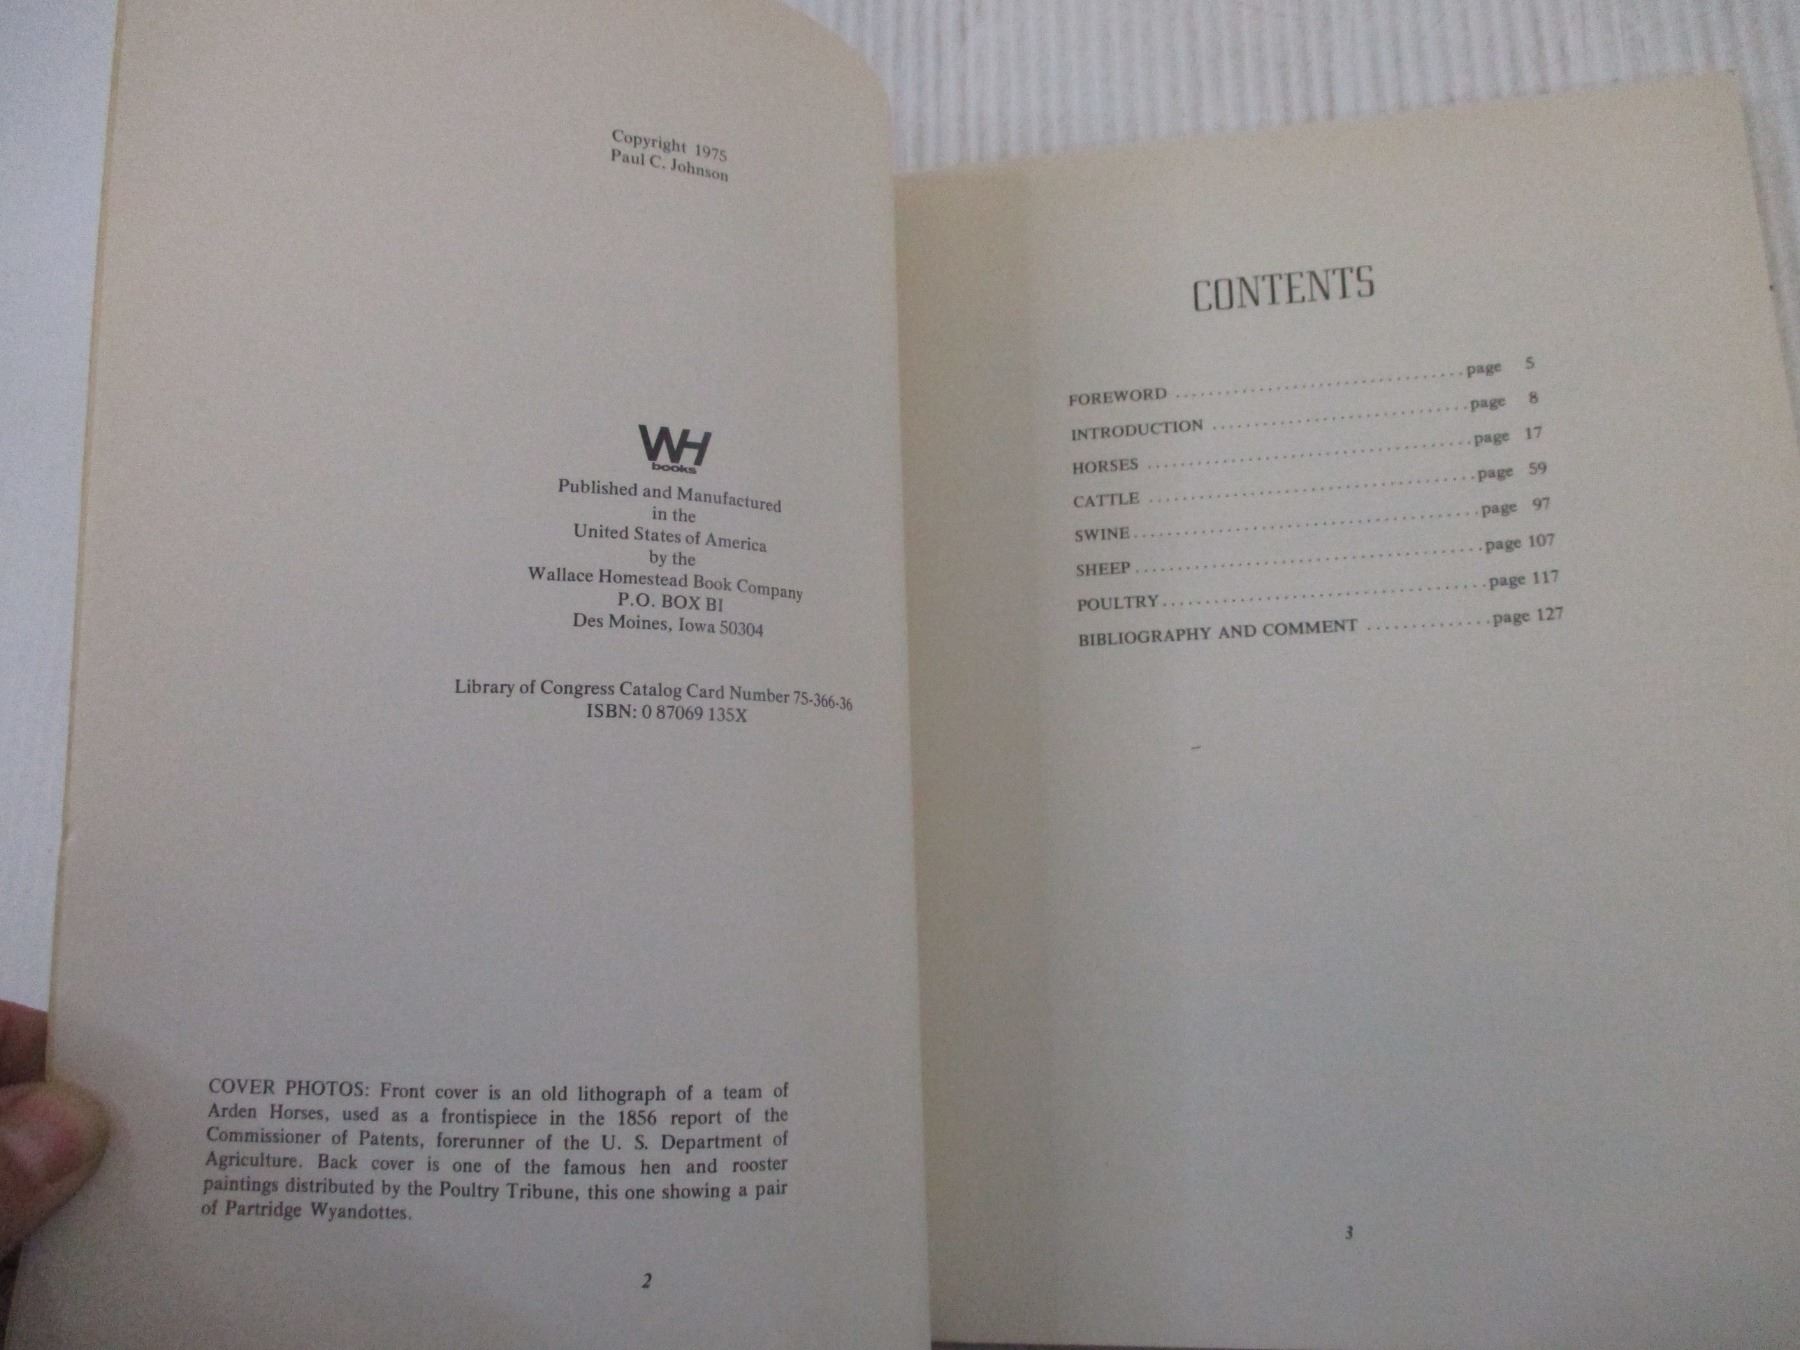 Copyright 1975
Paul C. Johnson
WH
books
Published and Manufactured
in the
United States of America
by the
Wallace Homestead Book Company
P.O. BOX BI
Des Moines, Iowa 50304
Library of Congress Catalog Card Number 75-366-36
ISBN: 0 87069 135X
COVER PHOTOS: Front cover is an old lithograph of a team of
Arden Horses, used as a frontispiece in the 1856 report of the
Commissioner of Patents, forerunner of the U. S. Department of
Agriculture. Back cover is one of the famous hen and rooster
paintings distributed by the Poultry Tribune, this one showing a pair
of Partridge Wyandottes.
2
CONTENTS
FOREWORD ................................... page 5
INTRODUCTION ............................... page 8
HORSES ....................................... page 17
CATTLE ....................................... page 59
SWINE ........................................ page 97
SHEEP ........................................ page 107
POULTRY ..................................... page 117
BIBLIOGRAPHY AND COMMENT ............... page 127
3